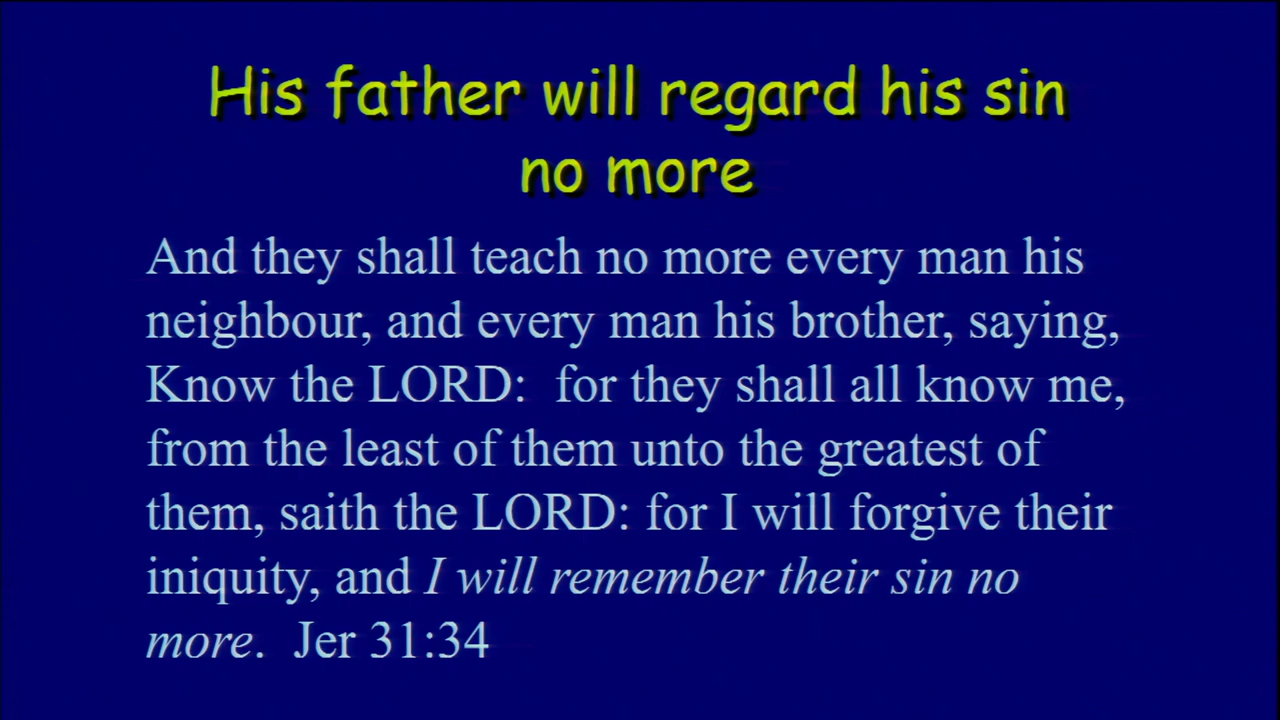 His father will regard his sin
no more
And they shall teach no more every man his
neighbour, and every man his brother, saying,
Know the LORD:  for they shall all know me,
from the least of them unto the greatest of
them, saith the LORD: for I will forgive their
iniquity, and I will remember their sin no
more.  Jer 31:34